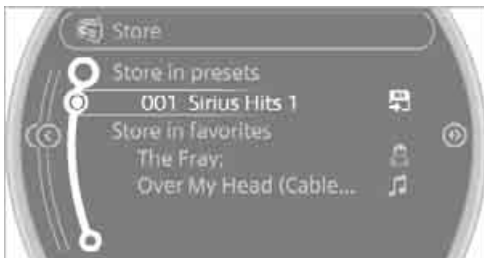 Store
Store in presets
001 Sirius Hits 1
Store in favorites
The Fray:
Over My Head (Cable...